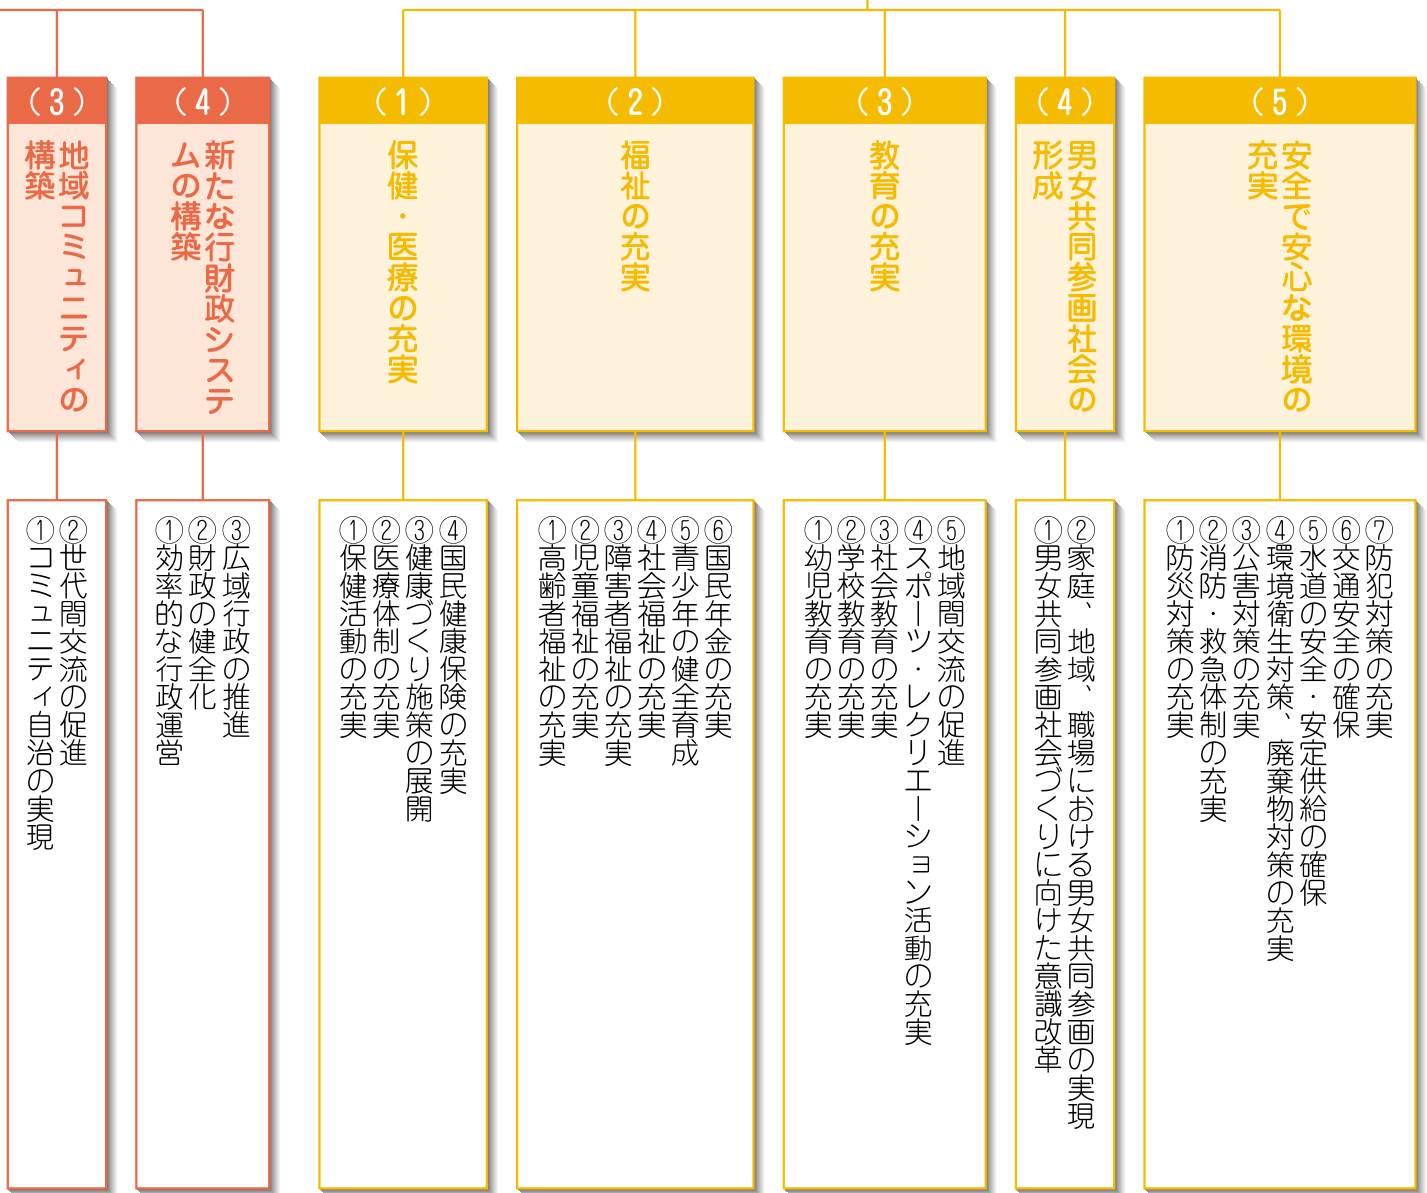 （3）
地域コミュニティの
構築
②世代間交流の促進
①コミュニティ自治の実現
（4）
新たな行財政システ
ムの構築
③広域行政の推進
②財政の健全化
①効率的な行政運営
（1）
保健・医療の充実
④国民健康保険の充実
③健康づくり施策の展開
②医療体制の充実
①保健活動の充実
（2）
福祉の充実
⑥国民年金の充実
⑤青少年の健全育成
④社会福祉の充実
③障害者福祉の充実
②児童福祉の充実
①高齢者福祉の充実
（3）
教育の充実
⑤地域間交流の促進
④スポーツ・レクリエーション活動の充実
③社会教育の充実
②学校教育の充実
①幼児教育の充実
（4）
男女共同参画社会の
形成
②家庭、地域、職場における男女共同参画の実現
①男女共同参画社会づくりに向けた意識改革
（5）
安全で安心な環境の
充実
⑦防犯対策の充実
⑥交通安全の確保
⑤水道の安全・安定供給の確保
④環境衛生対策、廃棄物対策の充実
③公害対策の充実
②消防・救急体制の充実
①防災対策の充実